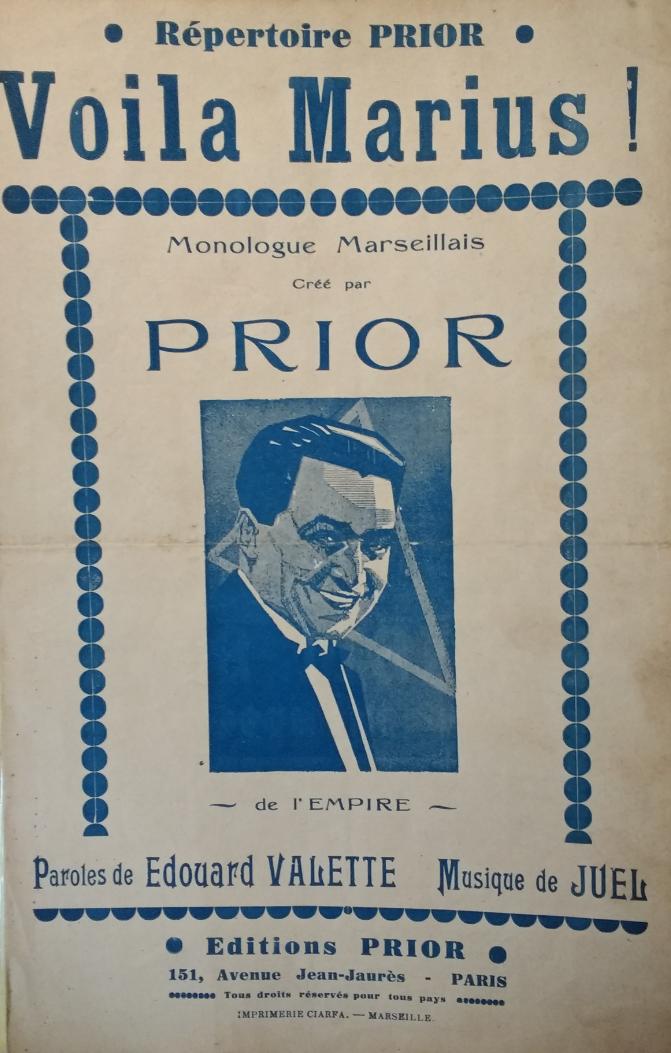 • Répertoire PRIOR •
Voila Marius !
Monologue Marseillais
Créé par
PRIOR
~ de l'EMPIRE ~
Paroles de Edouard VALETTE Musique de JUEL
• Editions PRIOR •
151, Avenue Jean-Jaurès - PARIS
Tous droits réservés pour tous pays
IMPRIMERIE CIARFA. — MARSEILLE.